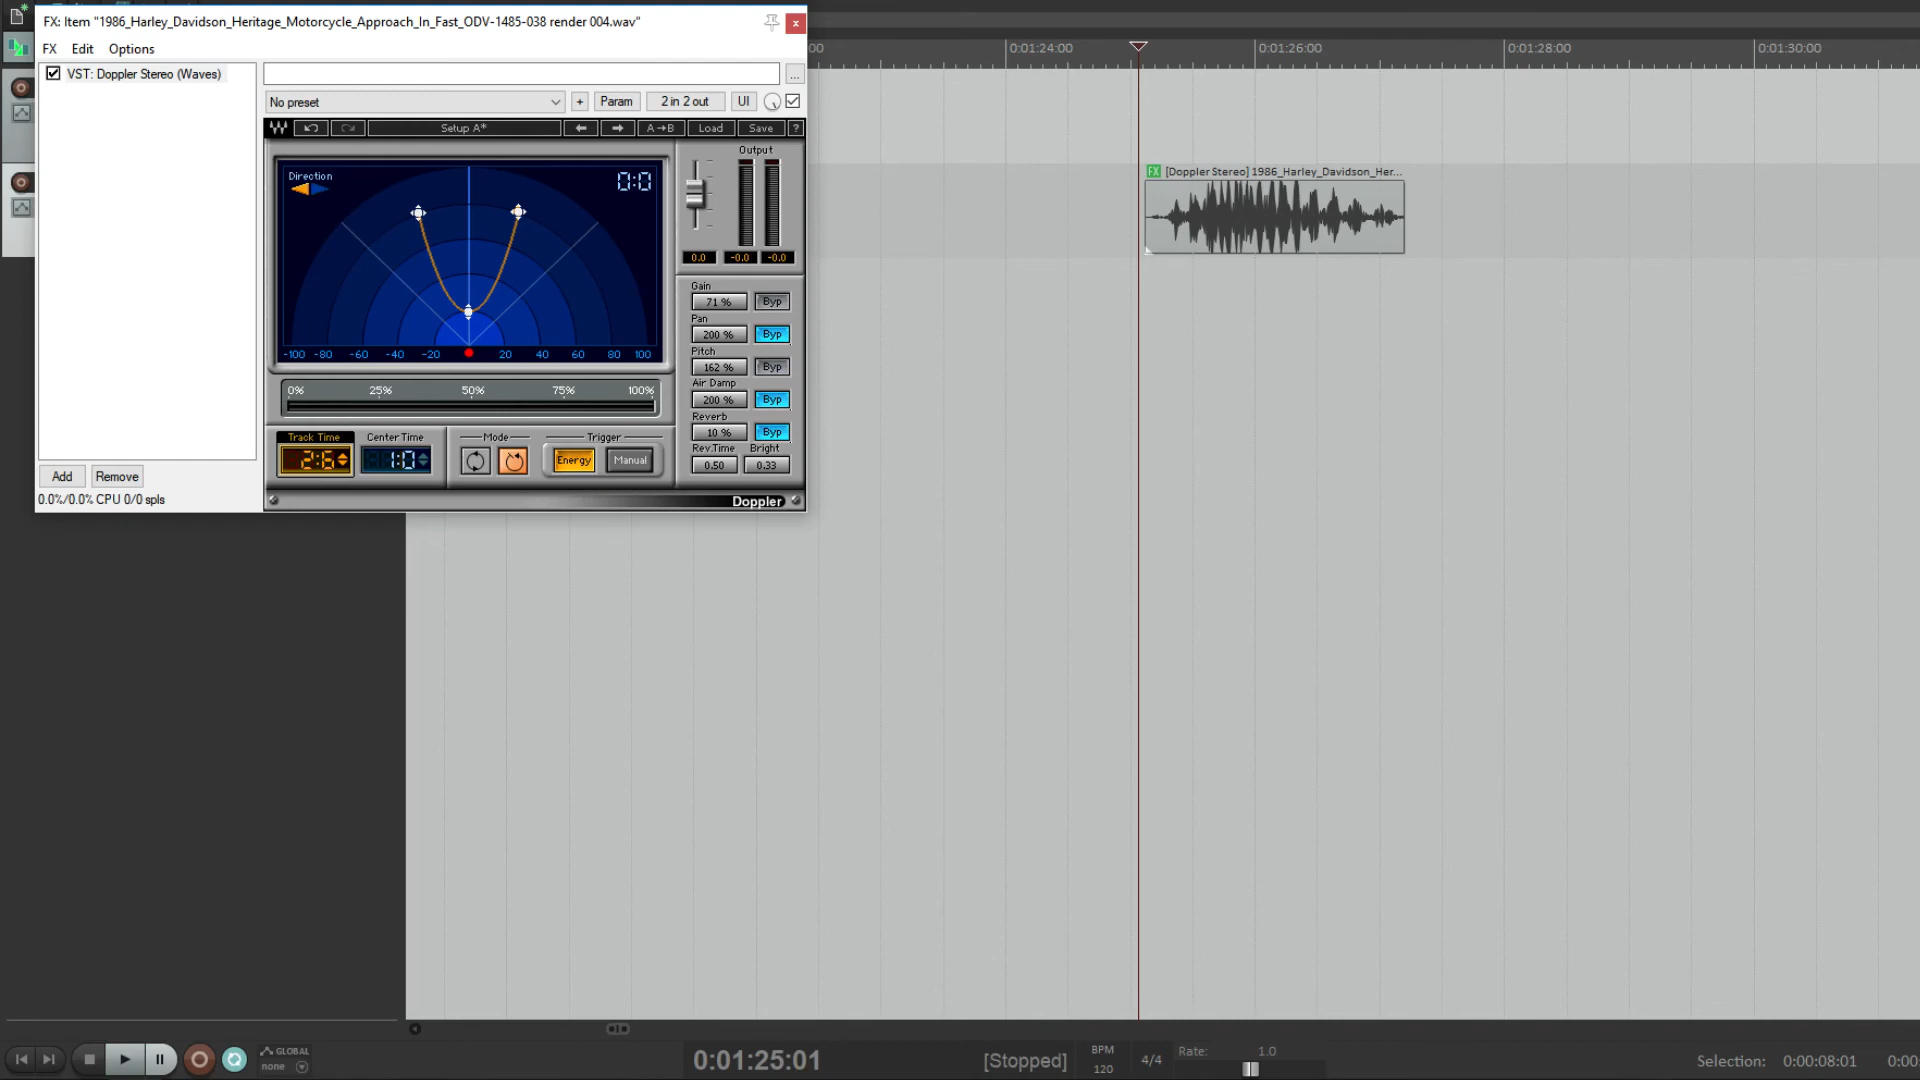 FX: Item "1986_Harley_Davidson_Heritage_Motorcycle_Approach_In_Fast_ODV-1485-038 render 004.wav"
FX Edit Options
VST: Doppler Stereo (Waves)
...
No preset
+ Param 2 in 2 out UI
Setup A*
A→B Load Save ?
Output
Direction
0:0
-100 -80 -60 -40 -20 20 40 60 80 100
0.0 -0.0 -0.0
Gain
71 % Byp
Pan
200 % Byp
Pitch
162 % Byp
Air Damp
200 % Byp
Reverb
10 % Byp
Rev.Time Bright
0.50 0.33
0% 25% 50% 75% 100%
Track Time Center Time Mode Trigger
2:6 1:0 Energy Manual
Doppler
Add Remove
0.0%/0.0% CPU 0/0 spls
00 0:01:24:00 0:01:26:00 0:01:28:00 0:01:30:00
FX [Doppler Stereo] 1986_Harley_Davidson_Her...
GLOBAL
none
0:01:25:01 [Stopped]
BPM
120
4/4
Rate: 1.0
Selection: 0:00:08:01 0:00